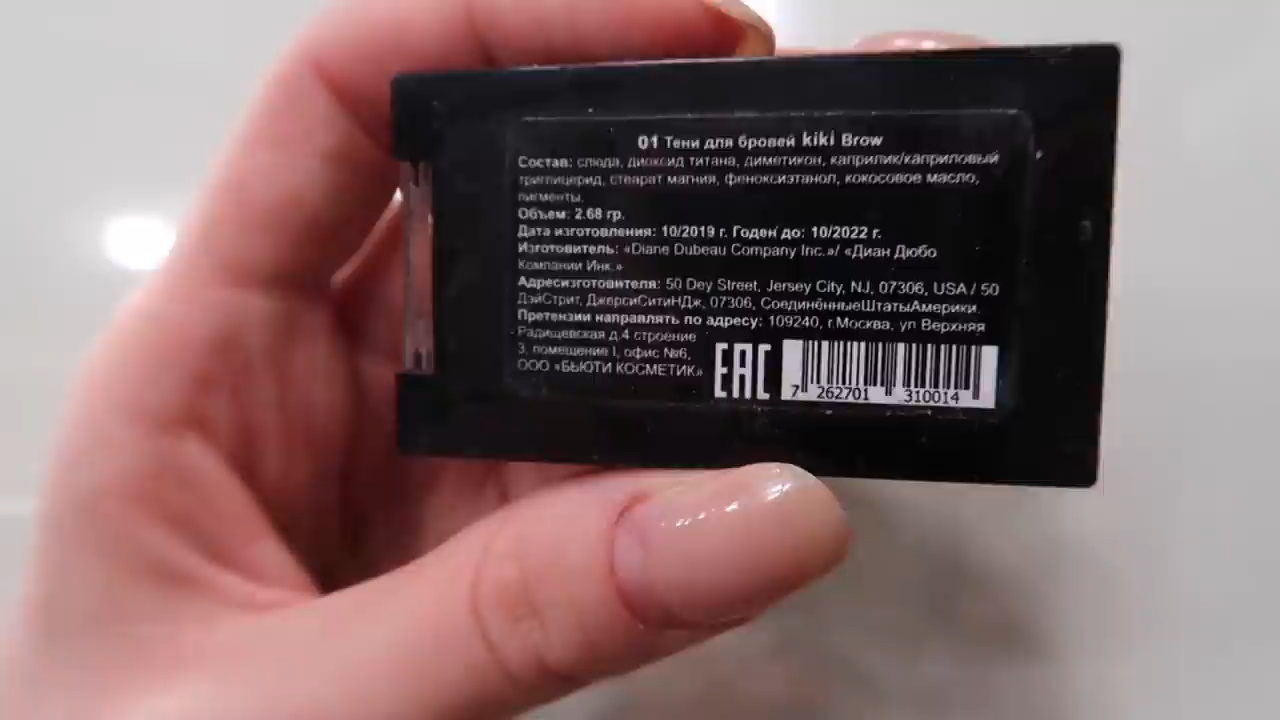 01 Тени для бровей kiki Brow
Состав: слюда, диоксид титана, диметикон, каприлик/каприловый
триглицерид, стеарат магния, феноксиэтанол, кокосовое масло,
пигменты.
Объем: 2.68 гр.
Дата изготовления: 10/2019 г. Годен до: 10/2022 г.
Изготовитель: «Diane Dubeau Company Inc.»/ «Диан Дюбо
Компании Инк.»
Адресизготовителя: 50 Dey Street, Jersey City, NJ, 07306, USA / 50
ДэйСтрит, ДжерсиСитиНДж, 07306, СоединённыеШтатыАмерики.
Претензии направлять по адресу: 109240, г.Москва, ул Верхняя
Радищевская д.4 строение
3, помещение I, офис №6,
ООО «БЬЮТИ КОСМЕТИК»
EAC
7 262701 310014